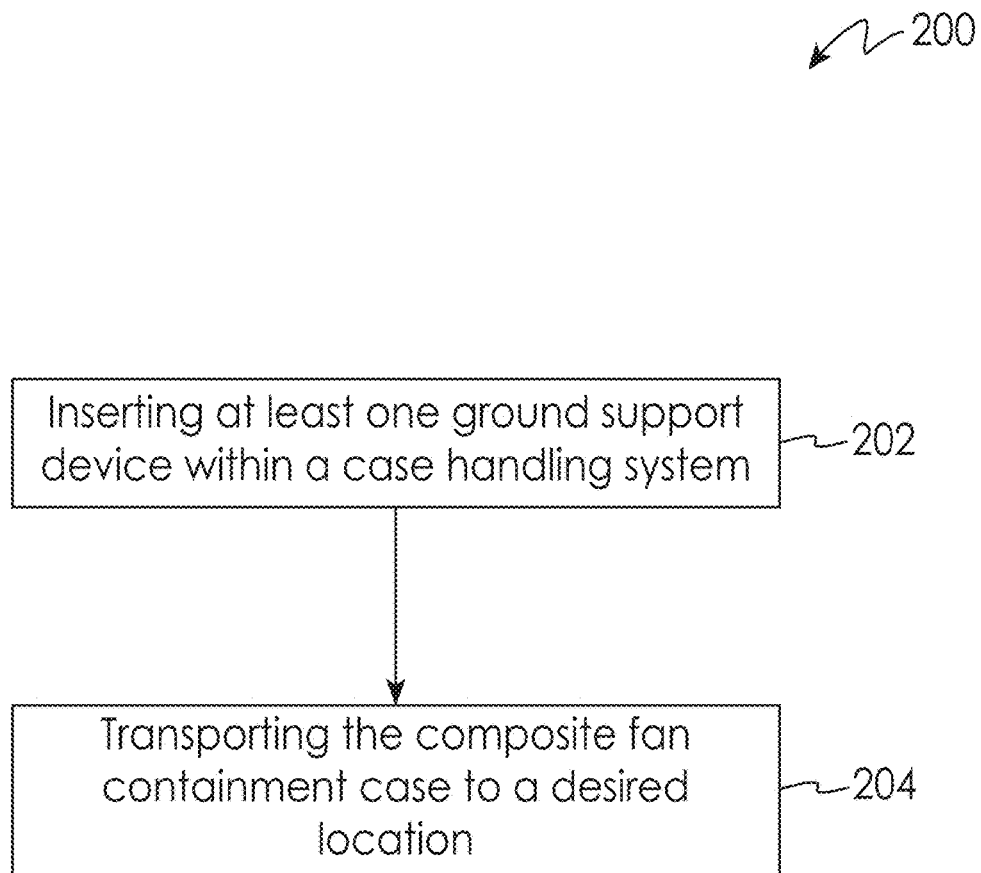 200
Inserting at least one ground support
device within a case handling system
202
Transporting the composite fan
containment case to a desired
location
204